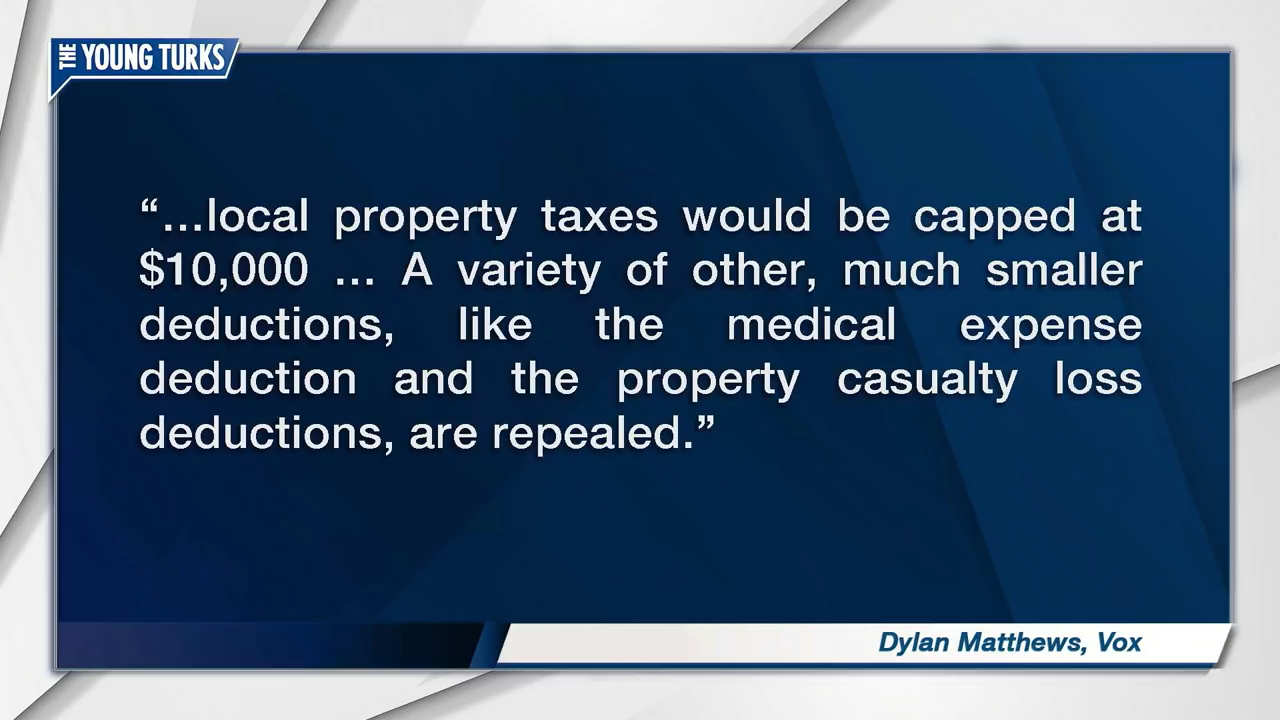 THE YOUNG TURKS
“...local property taxes would be capped at
$10,000 ... A variety of other, much smaller
deductions, like the medical expense
deduction and the property casualty loss
deductions, are repealed.”
Dylan Matthews, Vox